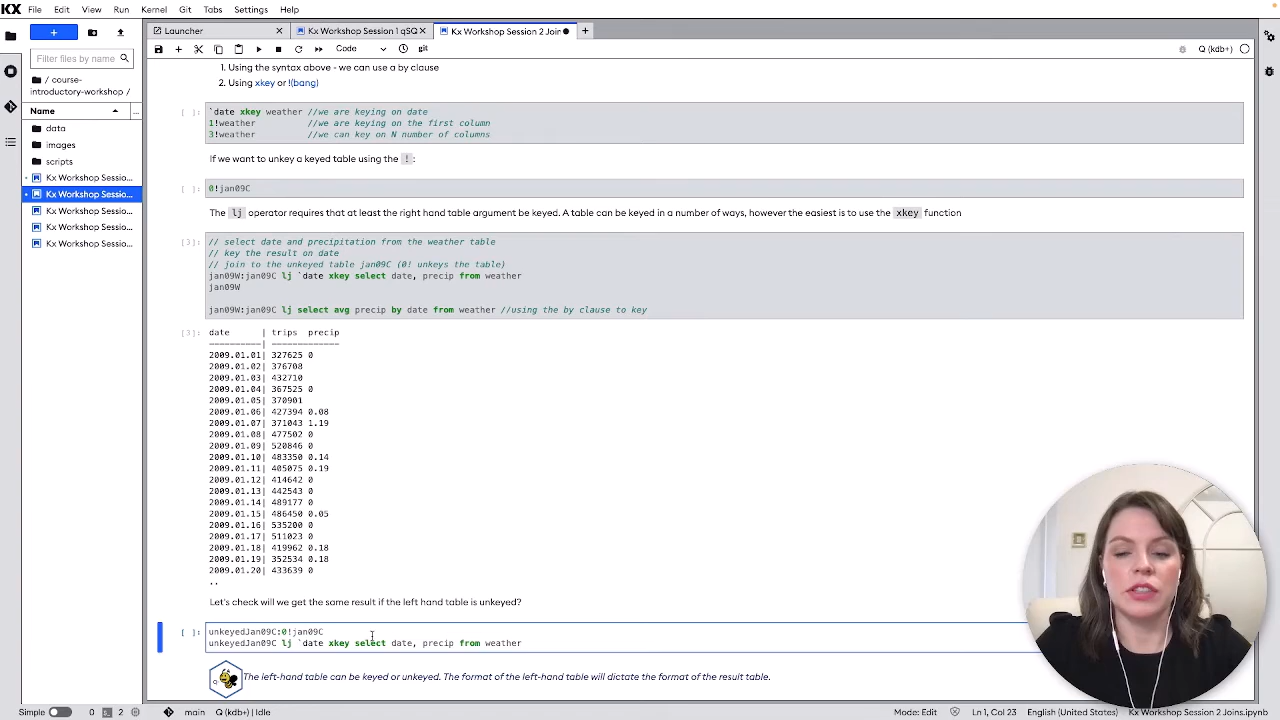 KX File Edit View Run Kernel Git Tabs Settings Help
+
Filter files by name
/ course-
introductory-workshop /
Name
data
images
scripts
Kx Workshop Sessio...
Kx Workshop Sessio...
Kx Workshop Sessio...
Kx Workshop Sessio...
Kx Workshop Sessio...
Launcher
Kx Workshop Session 1 qSQ
Kx Workshop Session 2 Join
Code
git
Q (kdb+)
1. Using the syntax above - we can use a by clause
2. Using xkey or !(bang)
[ ]:
`date xkey weather //we are keying on date
1!weather //we are keying on the first column
3!weather //we can key on N number of columns
If we want to unkey a keyed table using the ! :
[ ]:
0!jan09C
The lj operator requires that at least the right hand table argument be keyed. A table can be keyed in a number of ways, however the easiest is to use the xkey function
[3]:
// select date and precipitation from the weather table
// key the result on date
// join to the unkeyed table jan09C (0! unkeys the table)
jan09W:jan09C lj `date xkey select date, precip from weather
jan09W
jan09W:jan09C lj select avg precip by date from weather //using the by clause to key
[3]:
date | trips precip
----------| -------------
2009.01.01| 327625 0
2009.01.02| 376708
2009.01.03| 432710
2009.01.04| 367525 0
2009.01.05| 370901
2009.01.06| 427394 0.08
2009.01.07| 371043 1.19
2009.01.08| 477502 0
2009.01.09| 520846 0
2009.01.10| 483350 0.14
2009.01.11| 405075 0.19
2009.01.12| 414642 0
2009.01.13| 442543 0
2009.01.14| 489177 0
2009.01.15| 486450 0.05
2009.01.16| 535200 0
2009.01.17| 511023 0
2009.01.18| 419962 0.18
2009.01.19| 352534 0.18
2009.01.20| 433639 0
..
Let's check will we get the same result if the left hand table is unkeyed?
[ ]:
unkeyedJan09C:0!jan09C
unkeyedJan09C lj `date xkey select date, precip from weather
The left-hand table can be keyed or unkeyed. The format of the left-hand table will dictate the format of the result table.
Simple 0 2 main Q (kdb+) | Idle
Mode: Edit Ln 1, Col 23 English (United States) Kx Workshop Session 2 Joins.ipynb